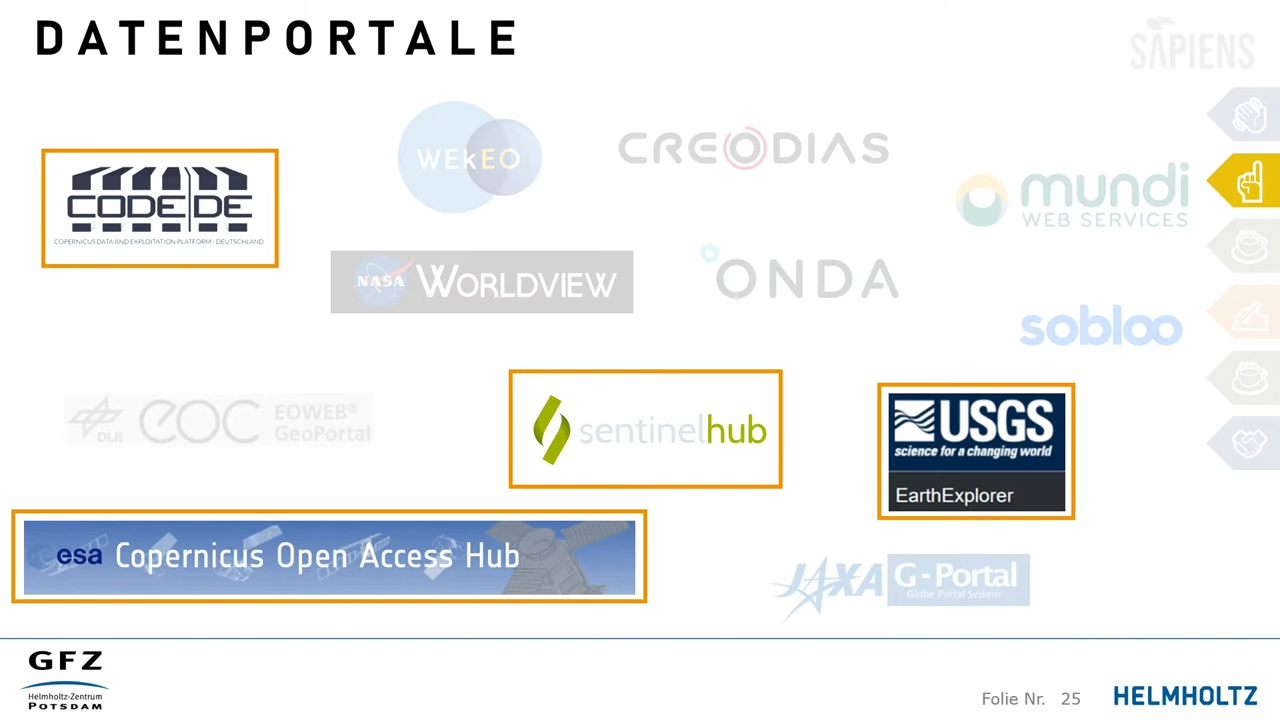 DATENPORTALE
SAPIENS
WEkEO
CREODIAS
CODE|DE
COPERNICUS DATA AND EXPLOITATION PLATFORM - DEUTSCHLAND
mundi
WEB SERVICES
NASA WORLDVIEW
ONDA
sobloo
DLR
eoc
EOWEB®
GeoPortal
sentinelhub
USGS
science for a changing world
EarthExplorer
esa Copernicus Open Access Hub
JAXA G-Portal
Globe Portal System
GFZ
Helmholtz-Zentrum
POTSDAM
Folie Nr. 25
HELMHOLTZ